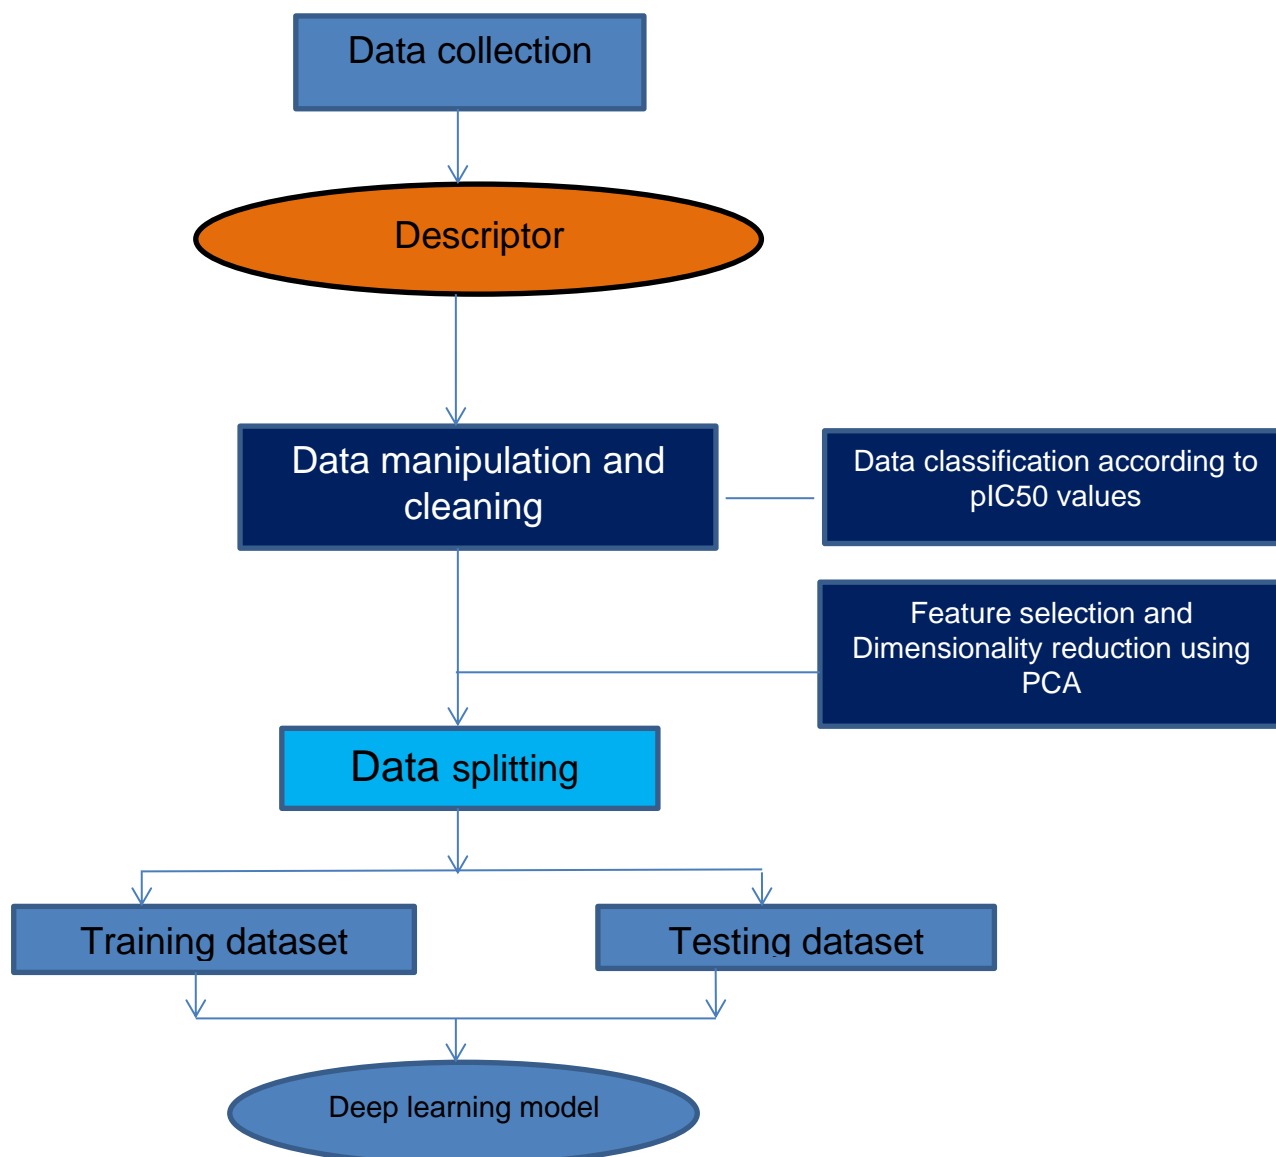 Data collection
Descriptor
Data manipulation and
cleaning
Data classification according to
pIC50 values
Feature selection and
Dimensionality reduction using
PCA
Data splitting
Training dataset
Testing dataset
Deep learning model